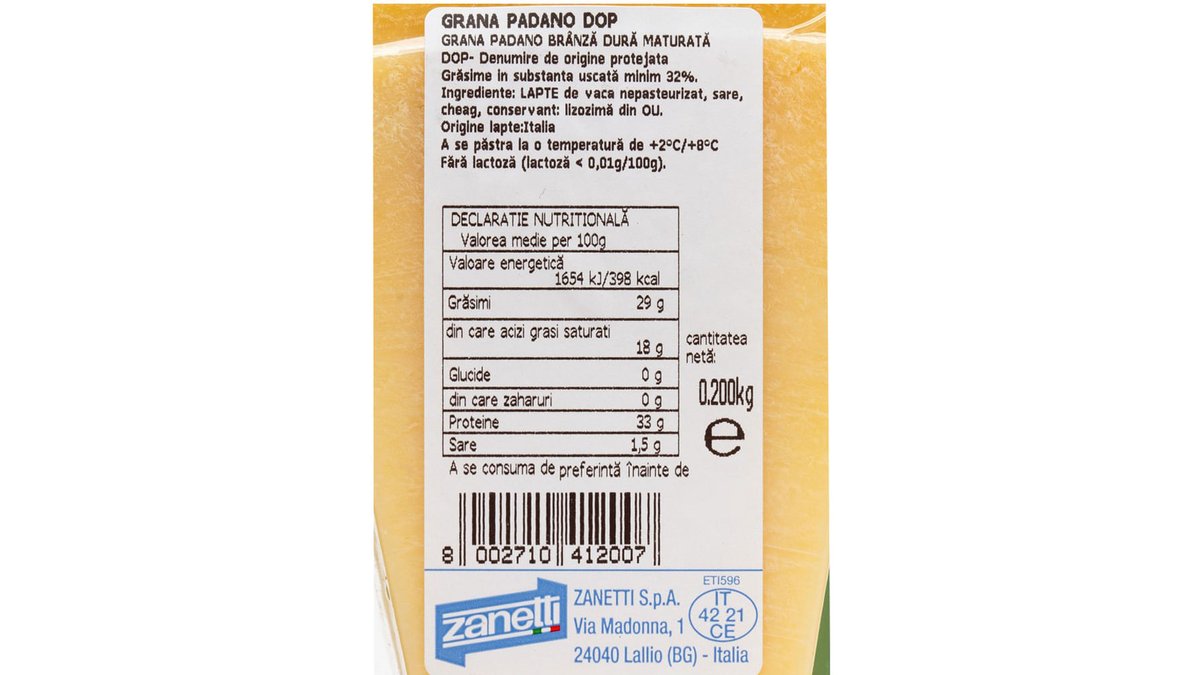 GRANA PADANO DOP
GRANA PADANO BRÂNZĂ DURĂ MATURATĂ
DOP- Denumire de origine protejata
Grăsime in substanta uscată minim 32%.
Ingrediente: LAPTE de vaca nepasteurizat, sare,
cheag, conservant: lizozimă din OU.
Origine lapte:Italia
A se păstra la o temperatură de +2°C/+8°C
Fără lactoză (lactoză < 0,01g/100g).
DECLARATIE NUTRITIONALĂ
Valorea medie per 100g
Valoare energetică
1654 kJ/398 kcal
Grăsimi 29 g
din care acizi grasi saturati
18 g
Glucide 0 g
din care zaharuri 0 g
Proteine 33 g
Sare 1,5 g
cantitatea
netă:
0.200kg
e
A se consuma de preferintă înainte de
8 002710 412007
zanetti
ZANETTI S.p.A.
Via Madonna, 1
24040 Lallio (BG) - Italia
ETI596
IT
42 21
CE